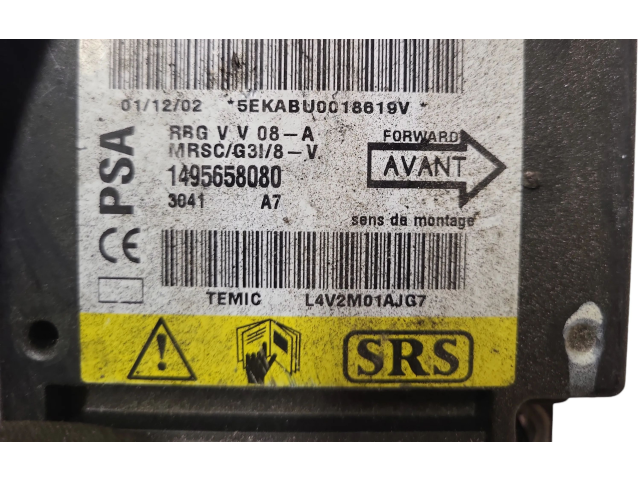 01/12/02 *5EKABU0018619V *
PSA
RBG V V 08-A
MRSC/G3I/8-V
1495658080
3041 A7
FORWARD
AVANT
sens de montage
CE
TEMIC L4V2M01AJG7
SRS